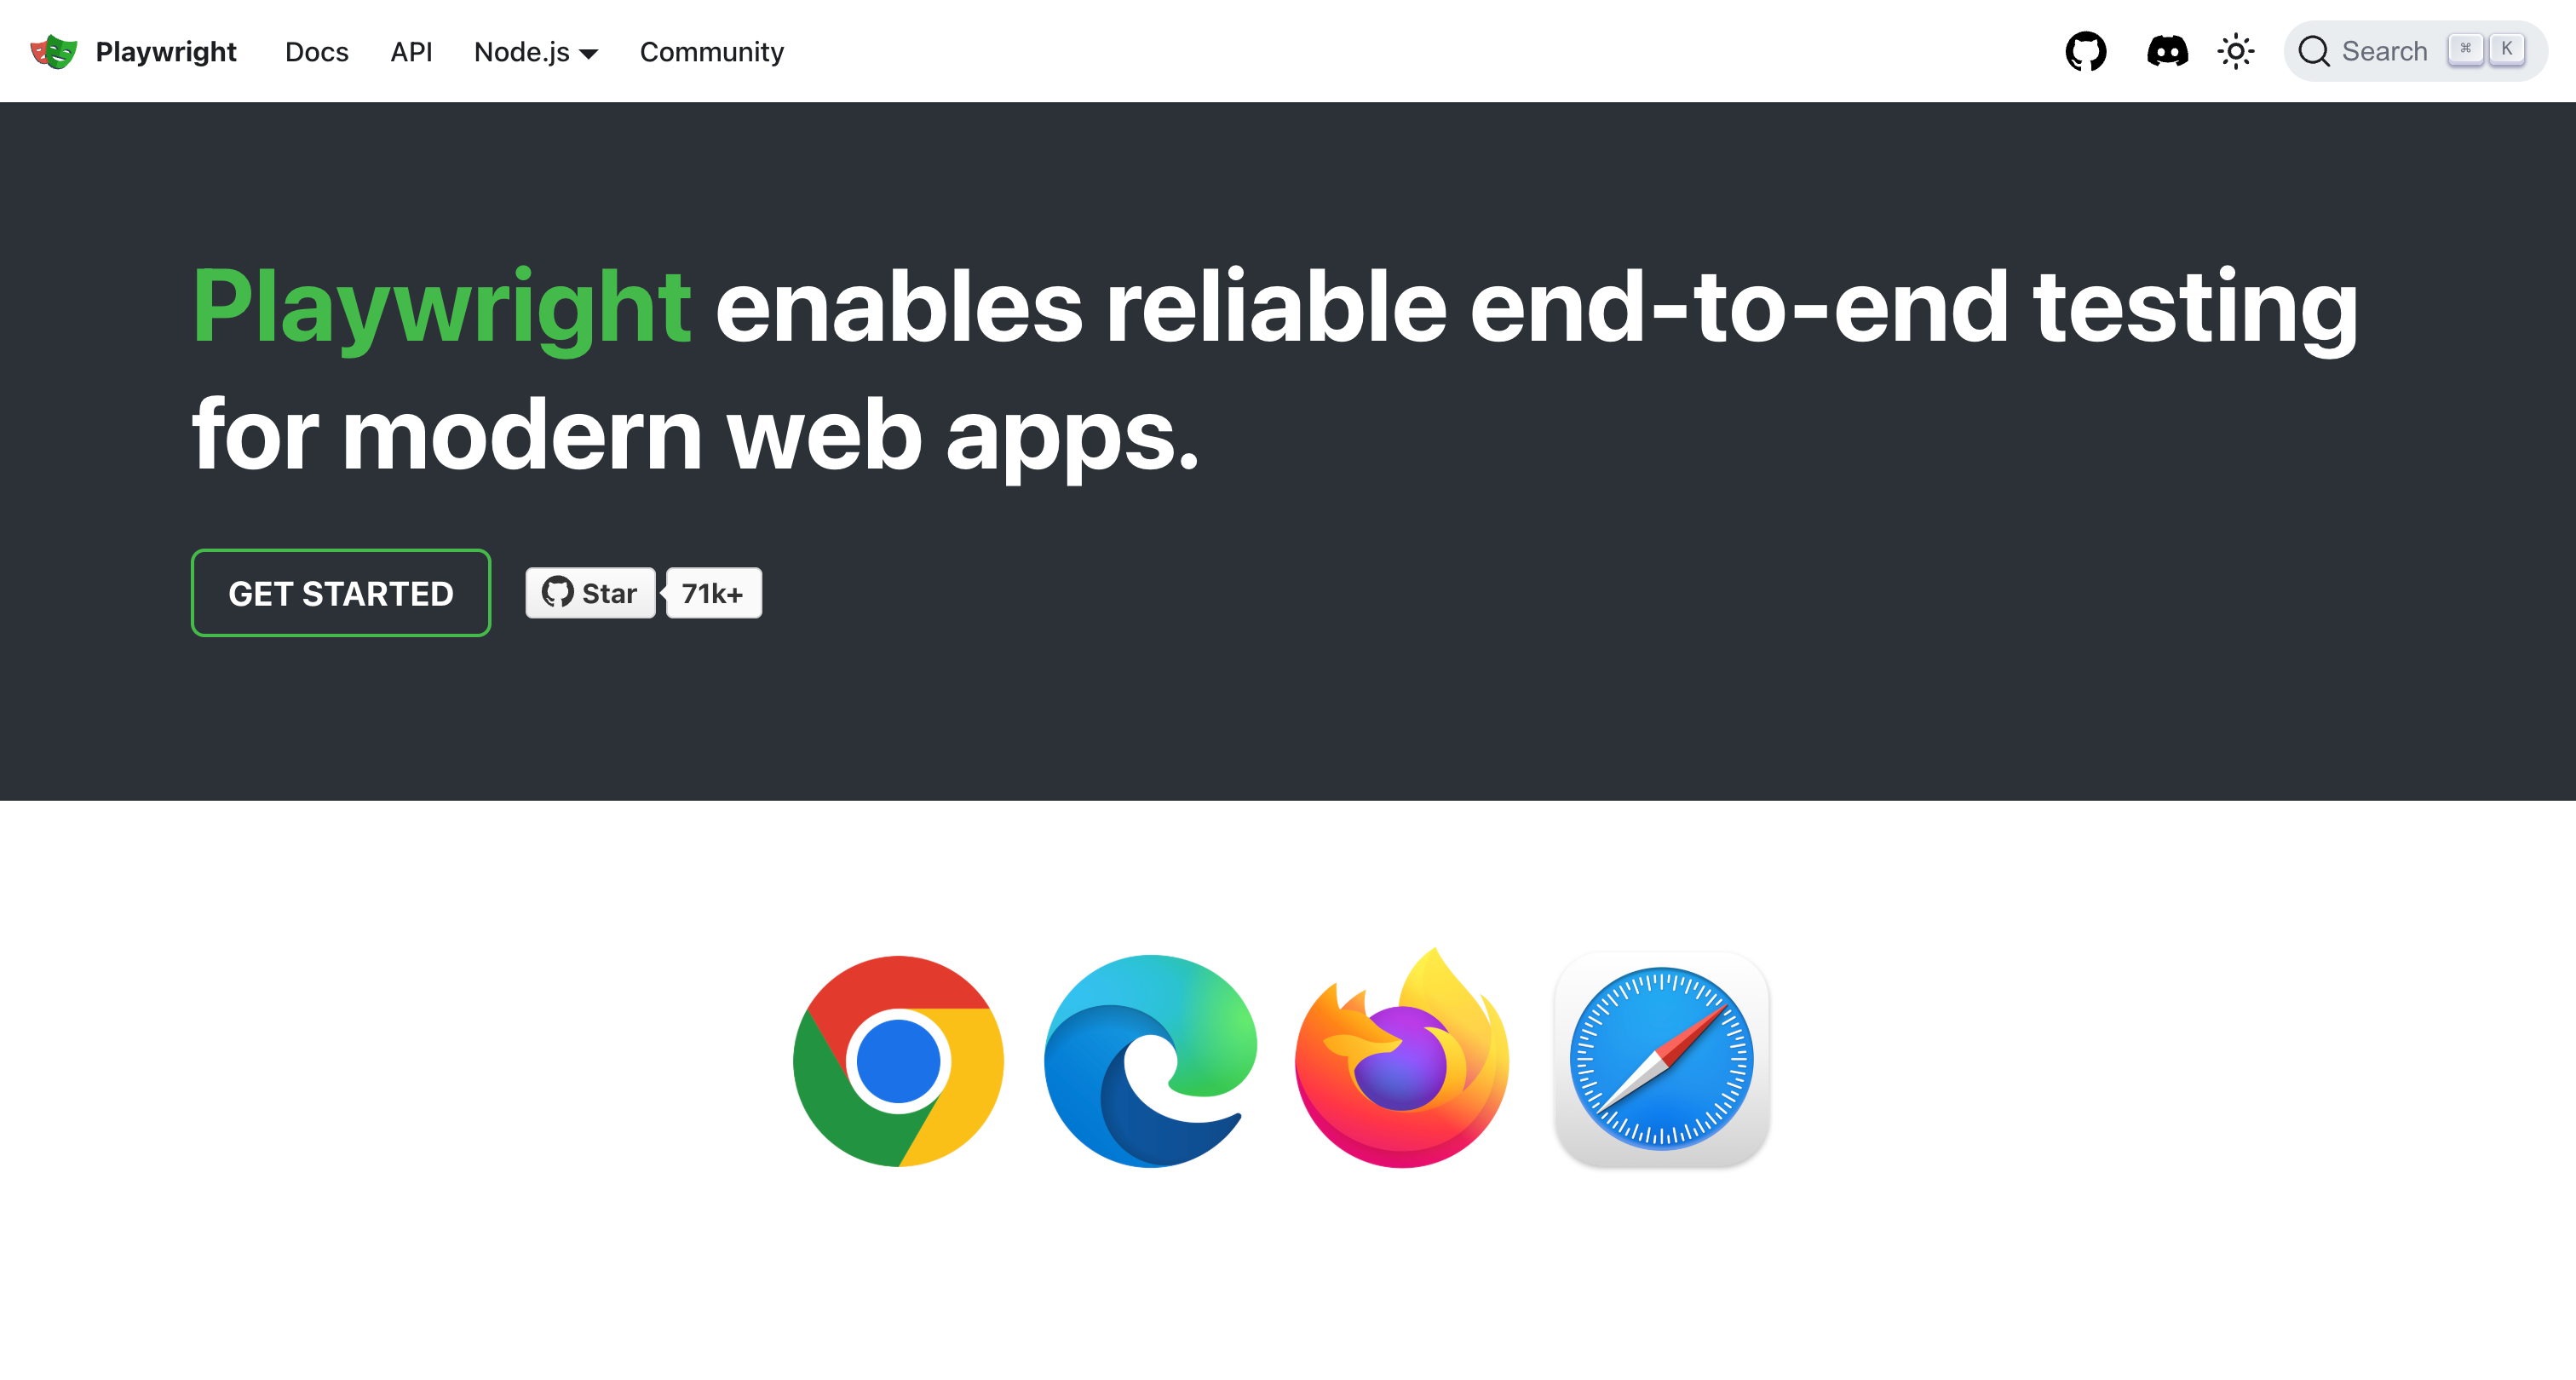 Playwright Docs API Node.js Community Search ⌘ K
Playwright enables reliable end-to-end testing
for modern web apps.
GET STARTED Star 71k+